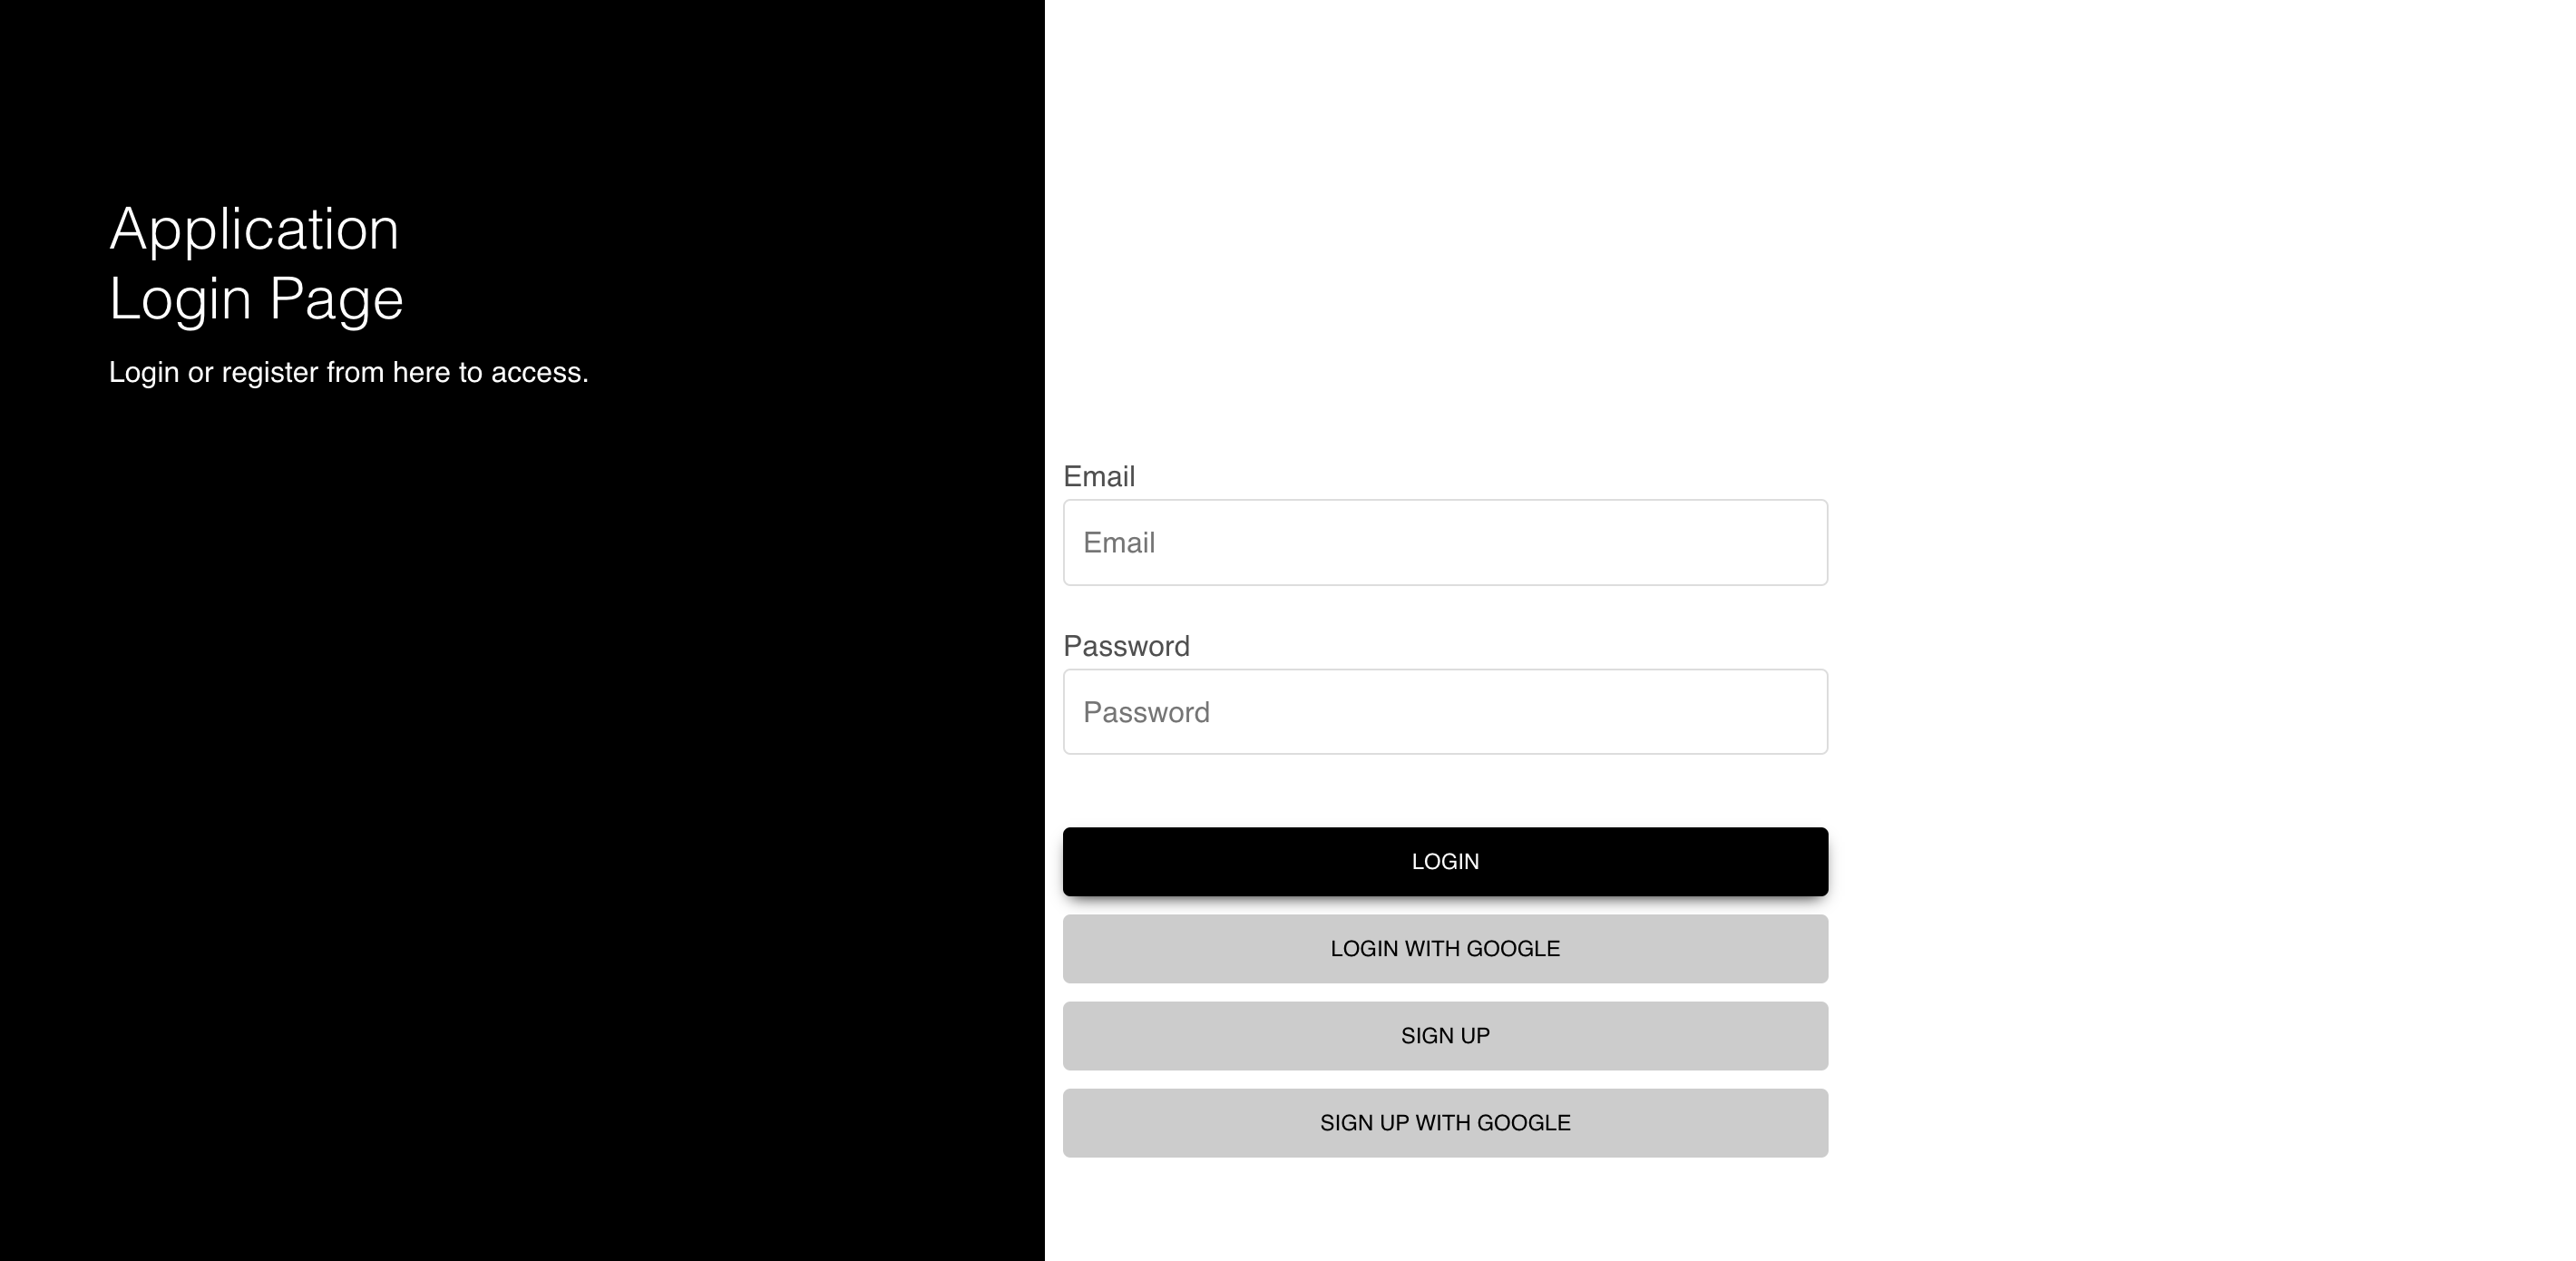 Application
Login Page
Login or register from here to access.
Email
Email
Password
Password
LOGIN
LOGIN WITH GOOGLE
SIGN UP
SIGN UP WITH GOOGLE